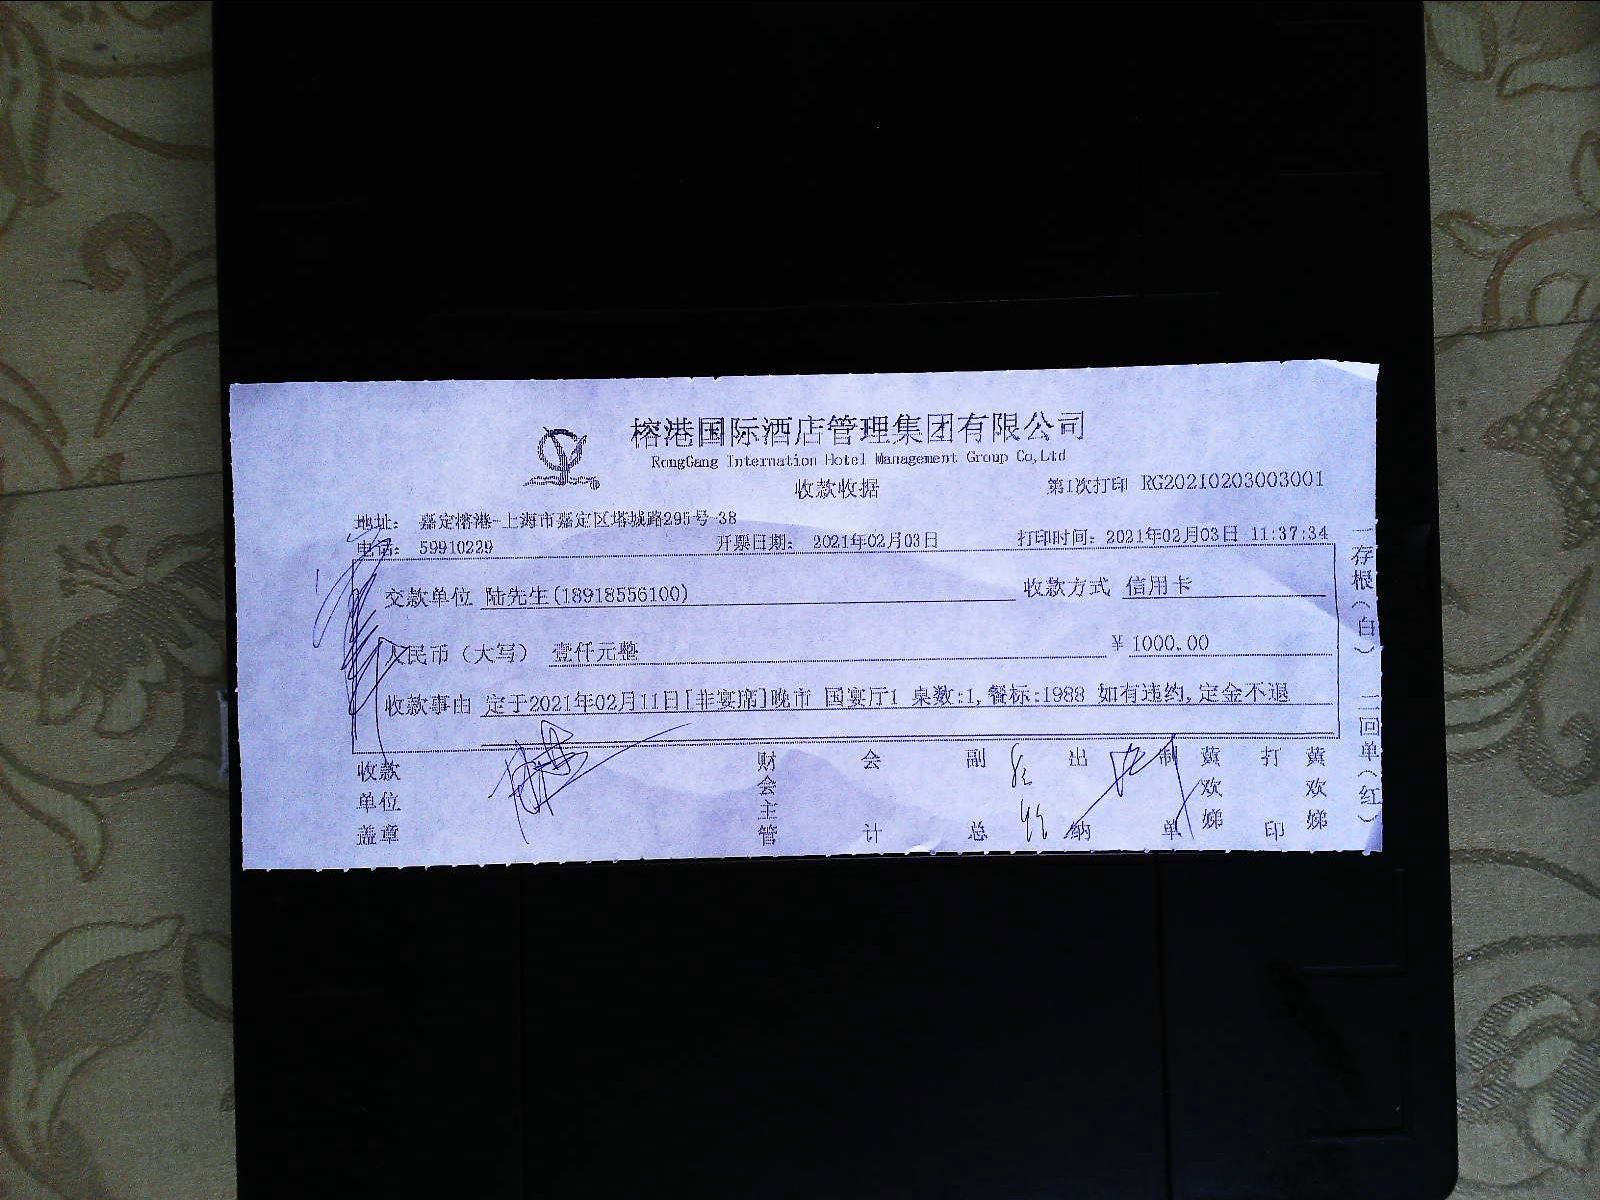 榕港国际酒店管理集团有限公司
RongGang Internation Hotel Management Group Co,Ltd
收款收据
第1次打印 RG20210203003001
地址： 嘉定榕港-上海市嘉定区塔城路295号-38
电话： 59910229 开票日期： 2021年02月03日 打印时间：2021年02月03日 11:37:34
交款单位 陆先生(18918556100) 收款方式 信用卡
人民币（大写） 壹仟元整 ¥ 1000.00
收款事由 定于2021年02月11日[非宴席]晚市 国宴厅1 桌数:1,餐标:1988 如有违约,定金不退
收款单位盖章 财会主管 会计 副总 出纳 制单 黄欢娣 打印 黄欢娣
一存根（白） 二回单（红）